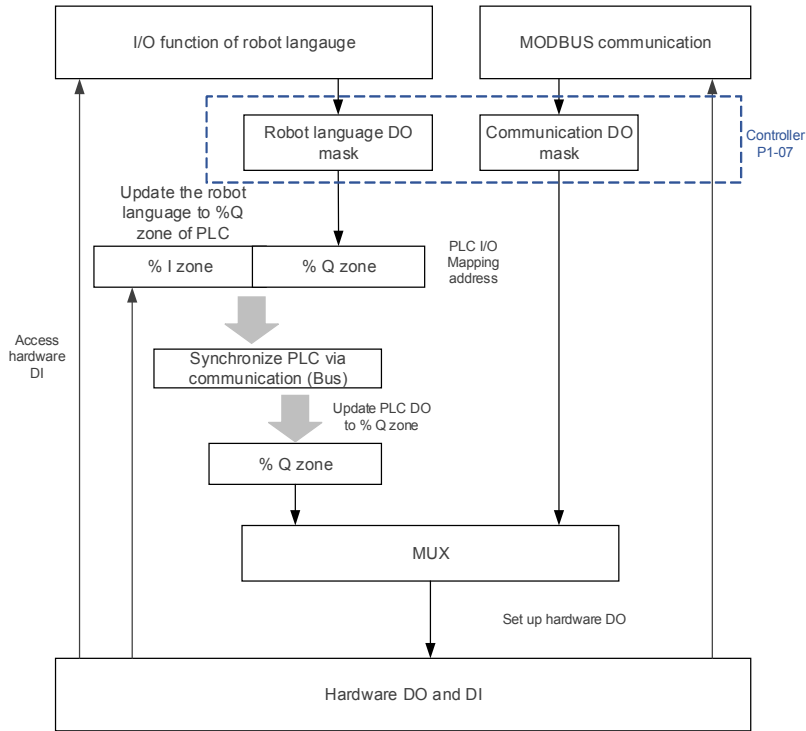 I/O function of robot langauge
MODBUS communication
Robot language DO
mask
Communication DO
mask
Controller
P1-07
Update the robot
language to %Q
zone of PLC
% I zone
% Q zone
PLC I/O
Mapping
address
Access
hardware
DI
Synchronize PLC via
communication (Bus)
Update PLC DO
to % Q zone
% Q zone
MUX
Set up hardware DO
Hardware DO and DI